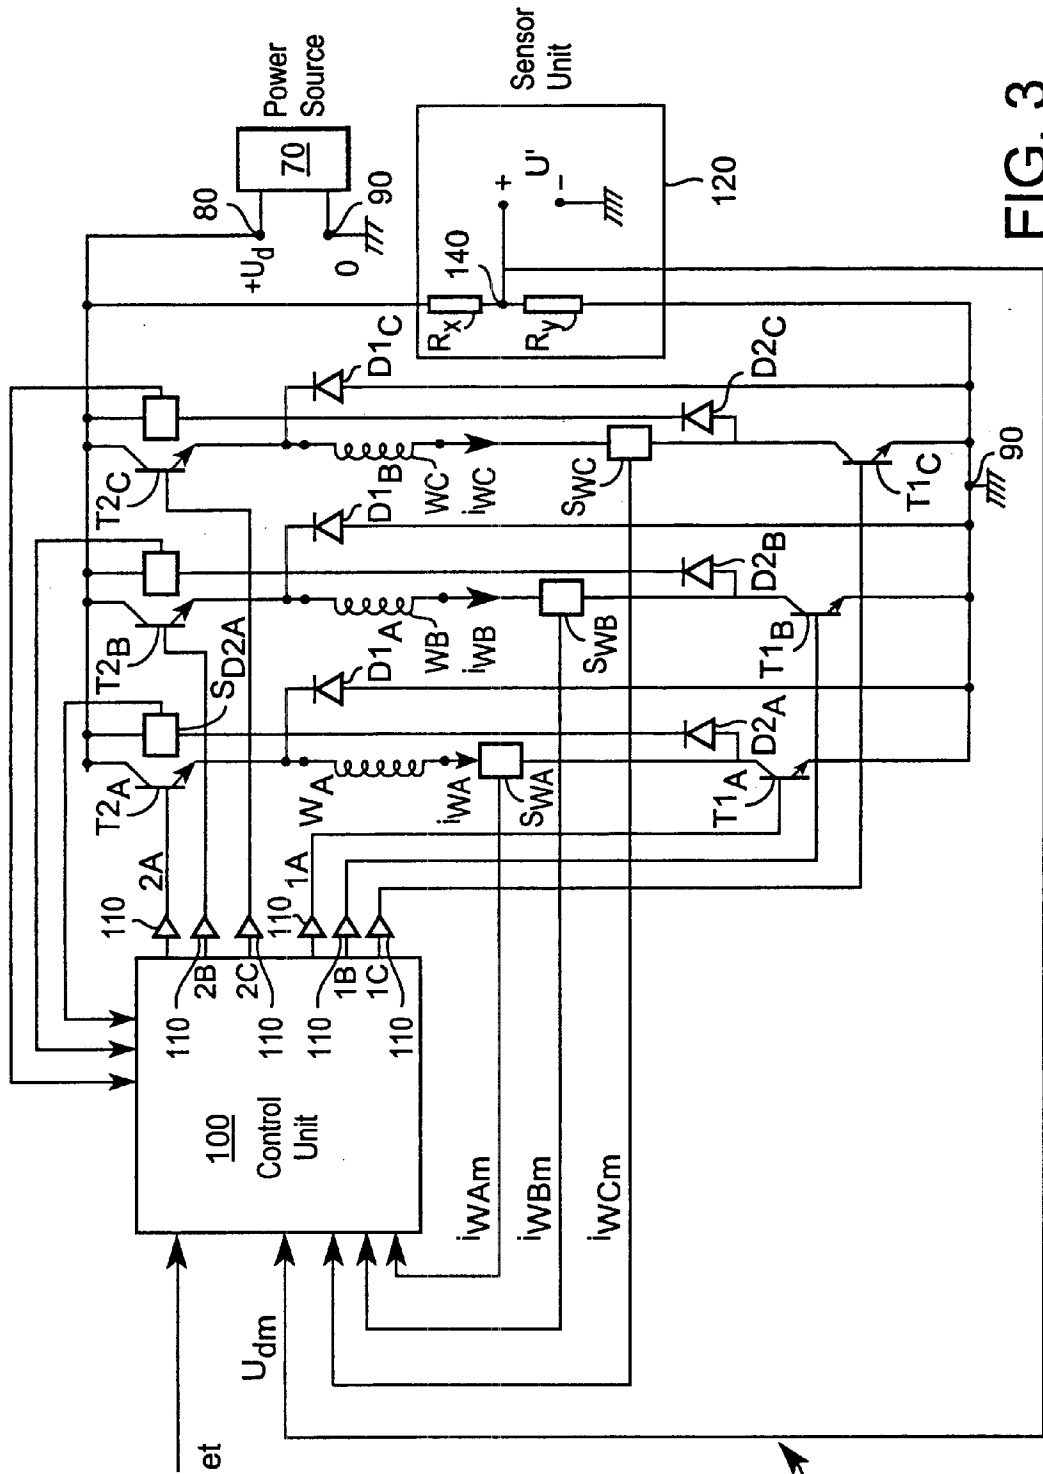 et
Udm
iWAm
iWBm
iWCm
100
Control
Unit
110
110
110
110
110
110
2A
2B
2C
1A
1B
1C
T2A
SD2A
T2B
T2C
WA
iWA
SWA
D1A
WB
iWB
SWB
D1B
WC
iWC
SWC
D1C
T1A
D2A
T1B
D2B
T1C
D2C
90
+Ud
80
0
90
70
Power
Source
Rx
140
Ry
+
U'
-
120
Sensor
Unit
FIG. 3